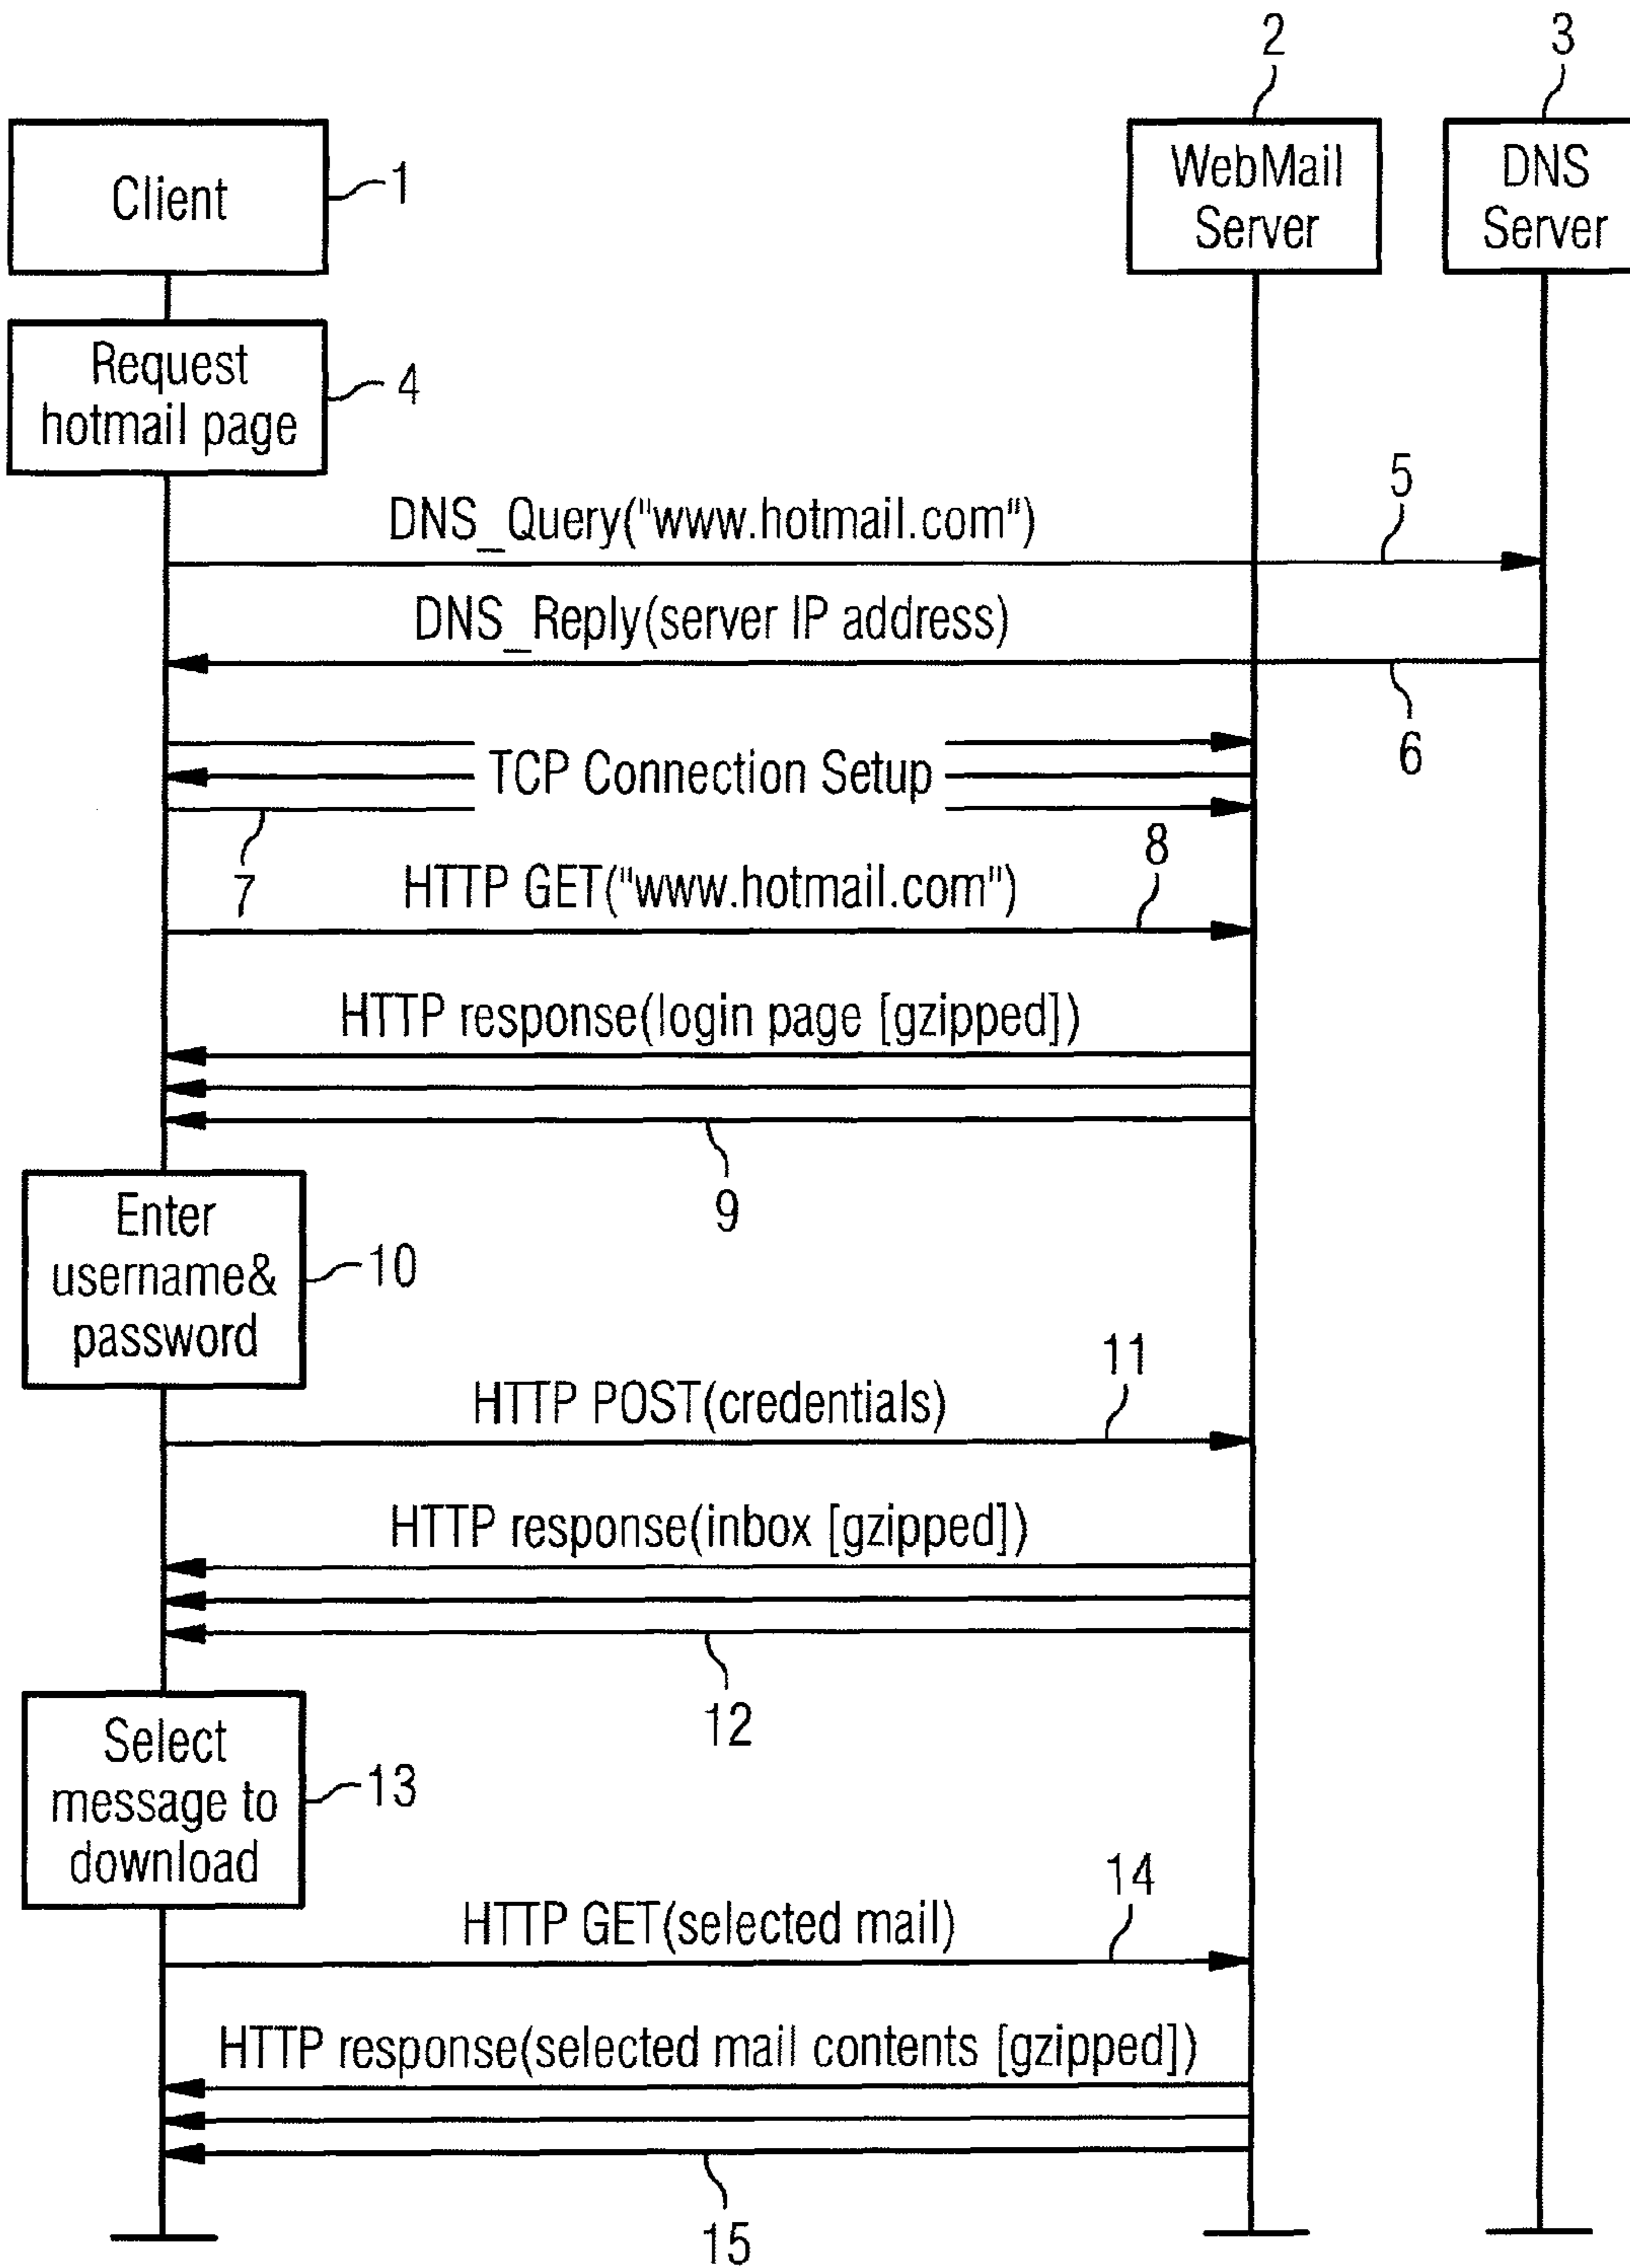 2
3
Client
1
WebMail
Server
DNS
Server
Request
hotmail page
4
5
DNS_Query("www.hotmail.com")
DNS_Reply(server IP address)
6
TCP Connection Setup
7
8
HTTP GET("www.hotmail.com")
HTTP response(login page [gzipped])
9
Enter
username&
password
10
11
HTTP POST(credentials)
HTTP response(inbox [gzipped])
12
Select
message to
download
13
14
HTTP GET(selected mail)
HTTP response(selected mail contents [gzipped])
15